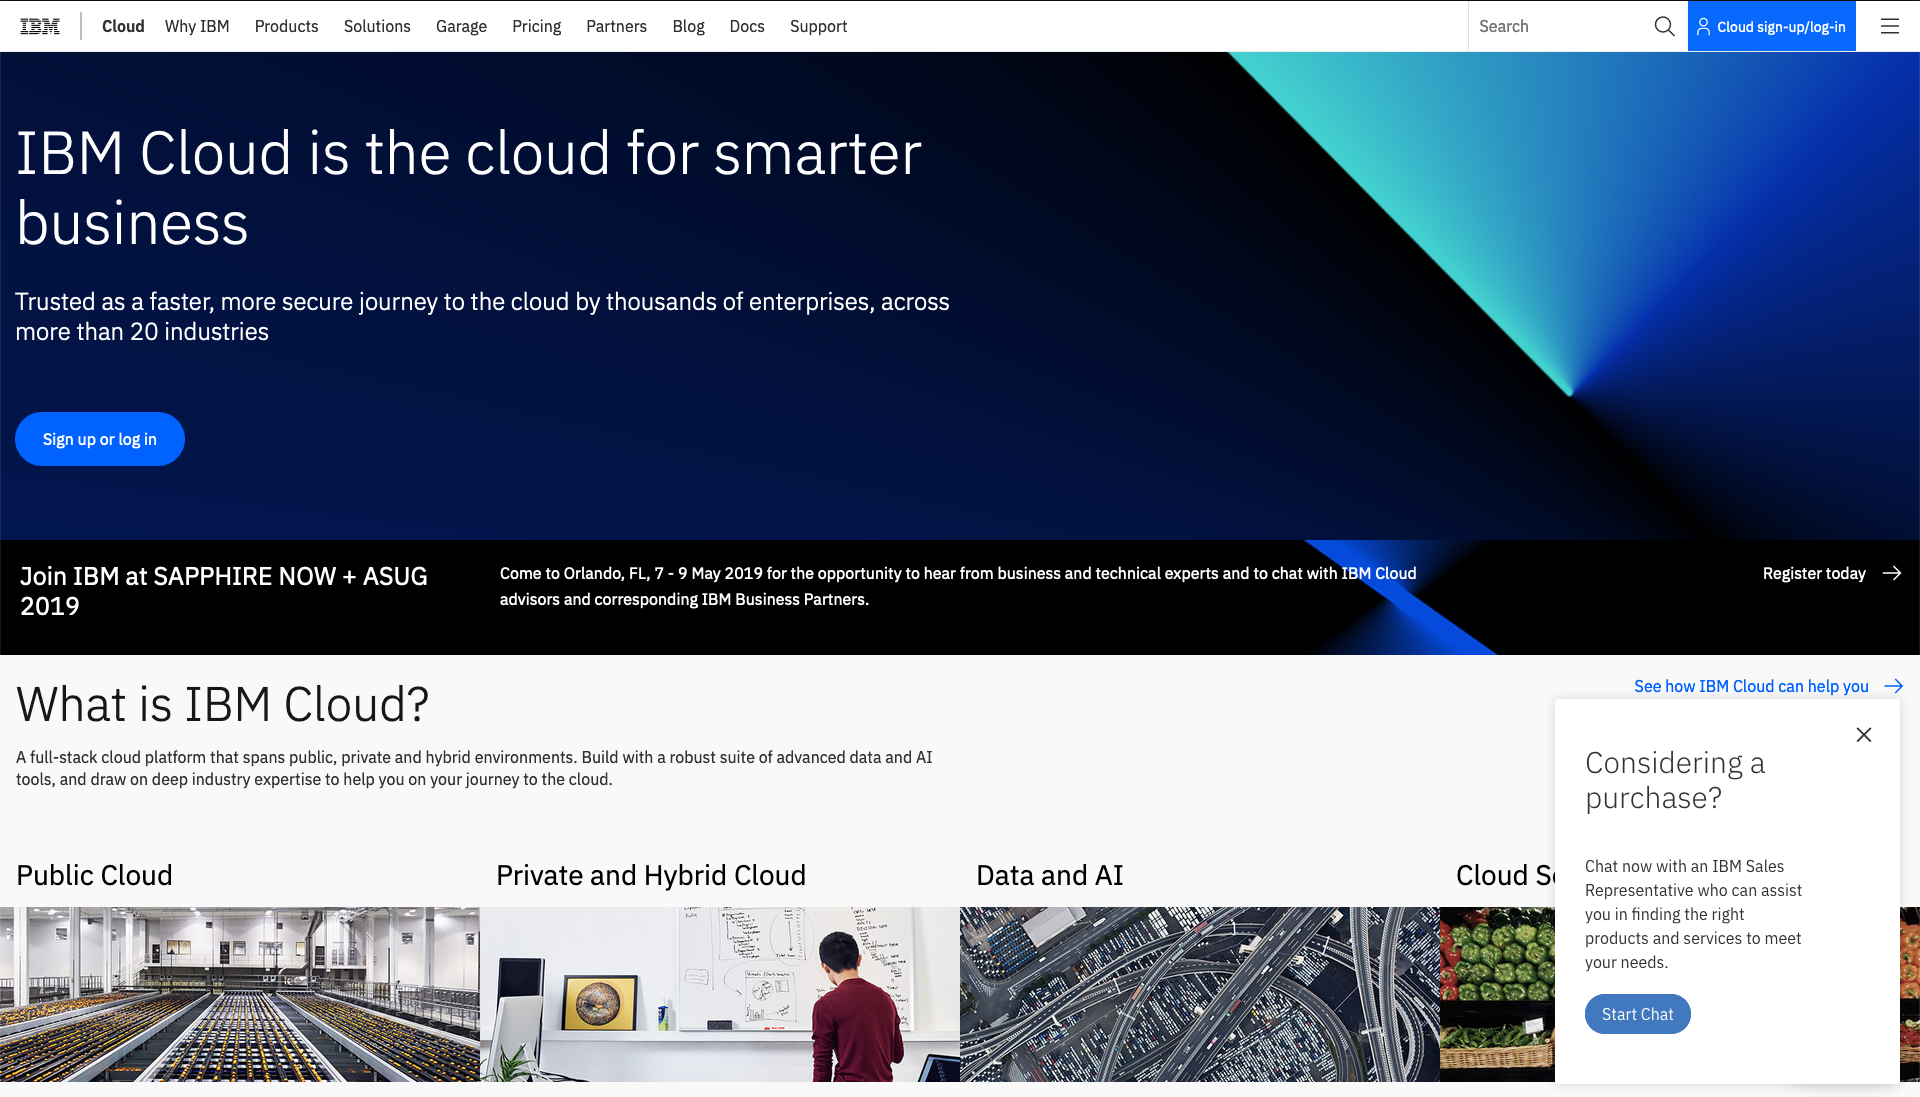 IBM
Cloud Why IBM Products Solutions Garage Pricing Partners Blog Docs Support
Search
Cloud sign-up/log-in
IBM Cloud is the cloud for smarter
business
Trusted as a faster, more secure journey to the cloud by thousands of enterprises, across
more than 20 industries
Sign up or log in
Join IBM at SAPPHIRE NOW + ASUG
2019
Come to Orlando, FL, 7 - 9 May 2019 for the opportunity to hear from business and technical experts and to chat with IBM Cloud
advisors and corresponding IBM Business Partners.
Register today
What is IBM Cloud?
See how IBM Cloud can help you
A full-stack cloud platform that spans public, private and hybrid environments. Build with a robust suite of advanced data and AI
tools, and draw on deep industry expertise to help you on your journey to the cloud.
Public Cloud
Private and Hybrid Cloud
Data and AI
Cloud
Considering a
purchase?
Chat now with an IBM Sales
Representative who can assist
you in finding the right
products and services to meet
your needs.
Start Chat